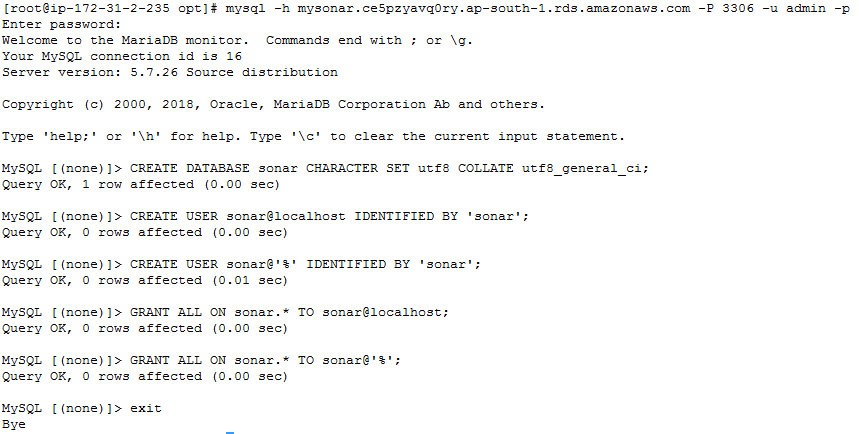 [root@ip-172-31-2-235 opt]# mysql -h mysonar.ce5pzyavq0ry.ap-south-1.rds.amazonaws.com -P 3306 -u admin -p
Enter password:
Welcome to the MariaDB monitor.  Commands end with ; or \g.
Your MySQL connection id is 16
Server version: 5.7.26 Source distribution
Copyright (c) 2000, 2018, Oracle, MariaDB Corporation Ab and others.
Type 'help;' or '\h' for help. Type '\c' to clear the current input statement.
MySQL [(none)]> CREATE DATABASE sonar CHARACTER SET utf8 COLLATE utf8_general_ci;
Query OK, 1 row affected (0.00 sec)
MySQL [(none)]> CREATE USER sonar@localhost IDENTIFIED BY 'sonar';
Query OK, 0 rows affected (0.00 sec)
MySQL [(none)]> CREATE USER sonar@'%' IDENTIFIED BY 'sonar';
Query OK, 0 rows affected (0.01 sec)
MySQL [(none)]> GRANT ALL ON sonar.* TO sonar@localhost;
Query OK, 0 rows affected (0.00 sec)
MySQL [(none)]> GRANT ALL ON sonar.* TO sonar@'%';
Query OK, 0 rows affected (0.00 sec)
MySQL [(none)]> exit
Bye